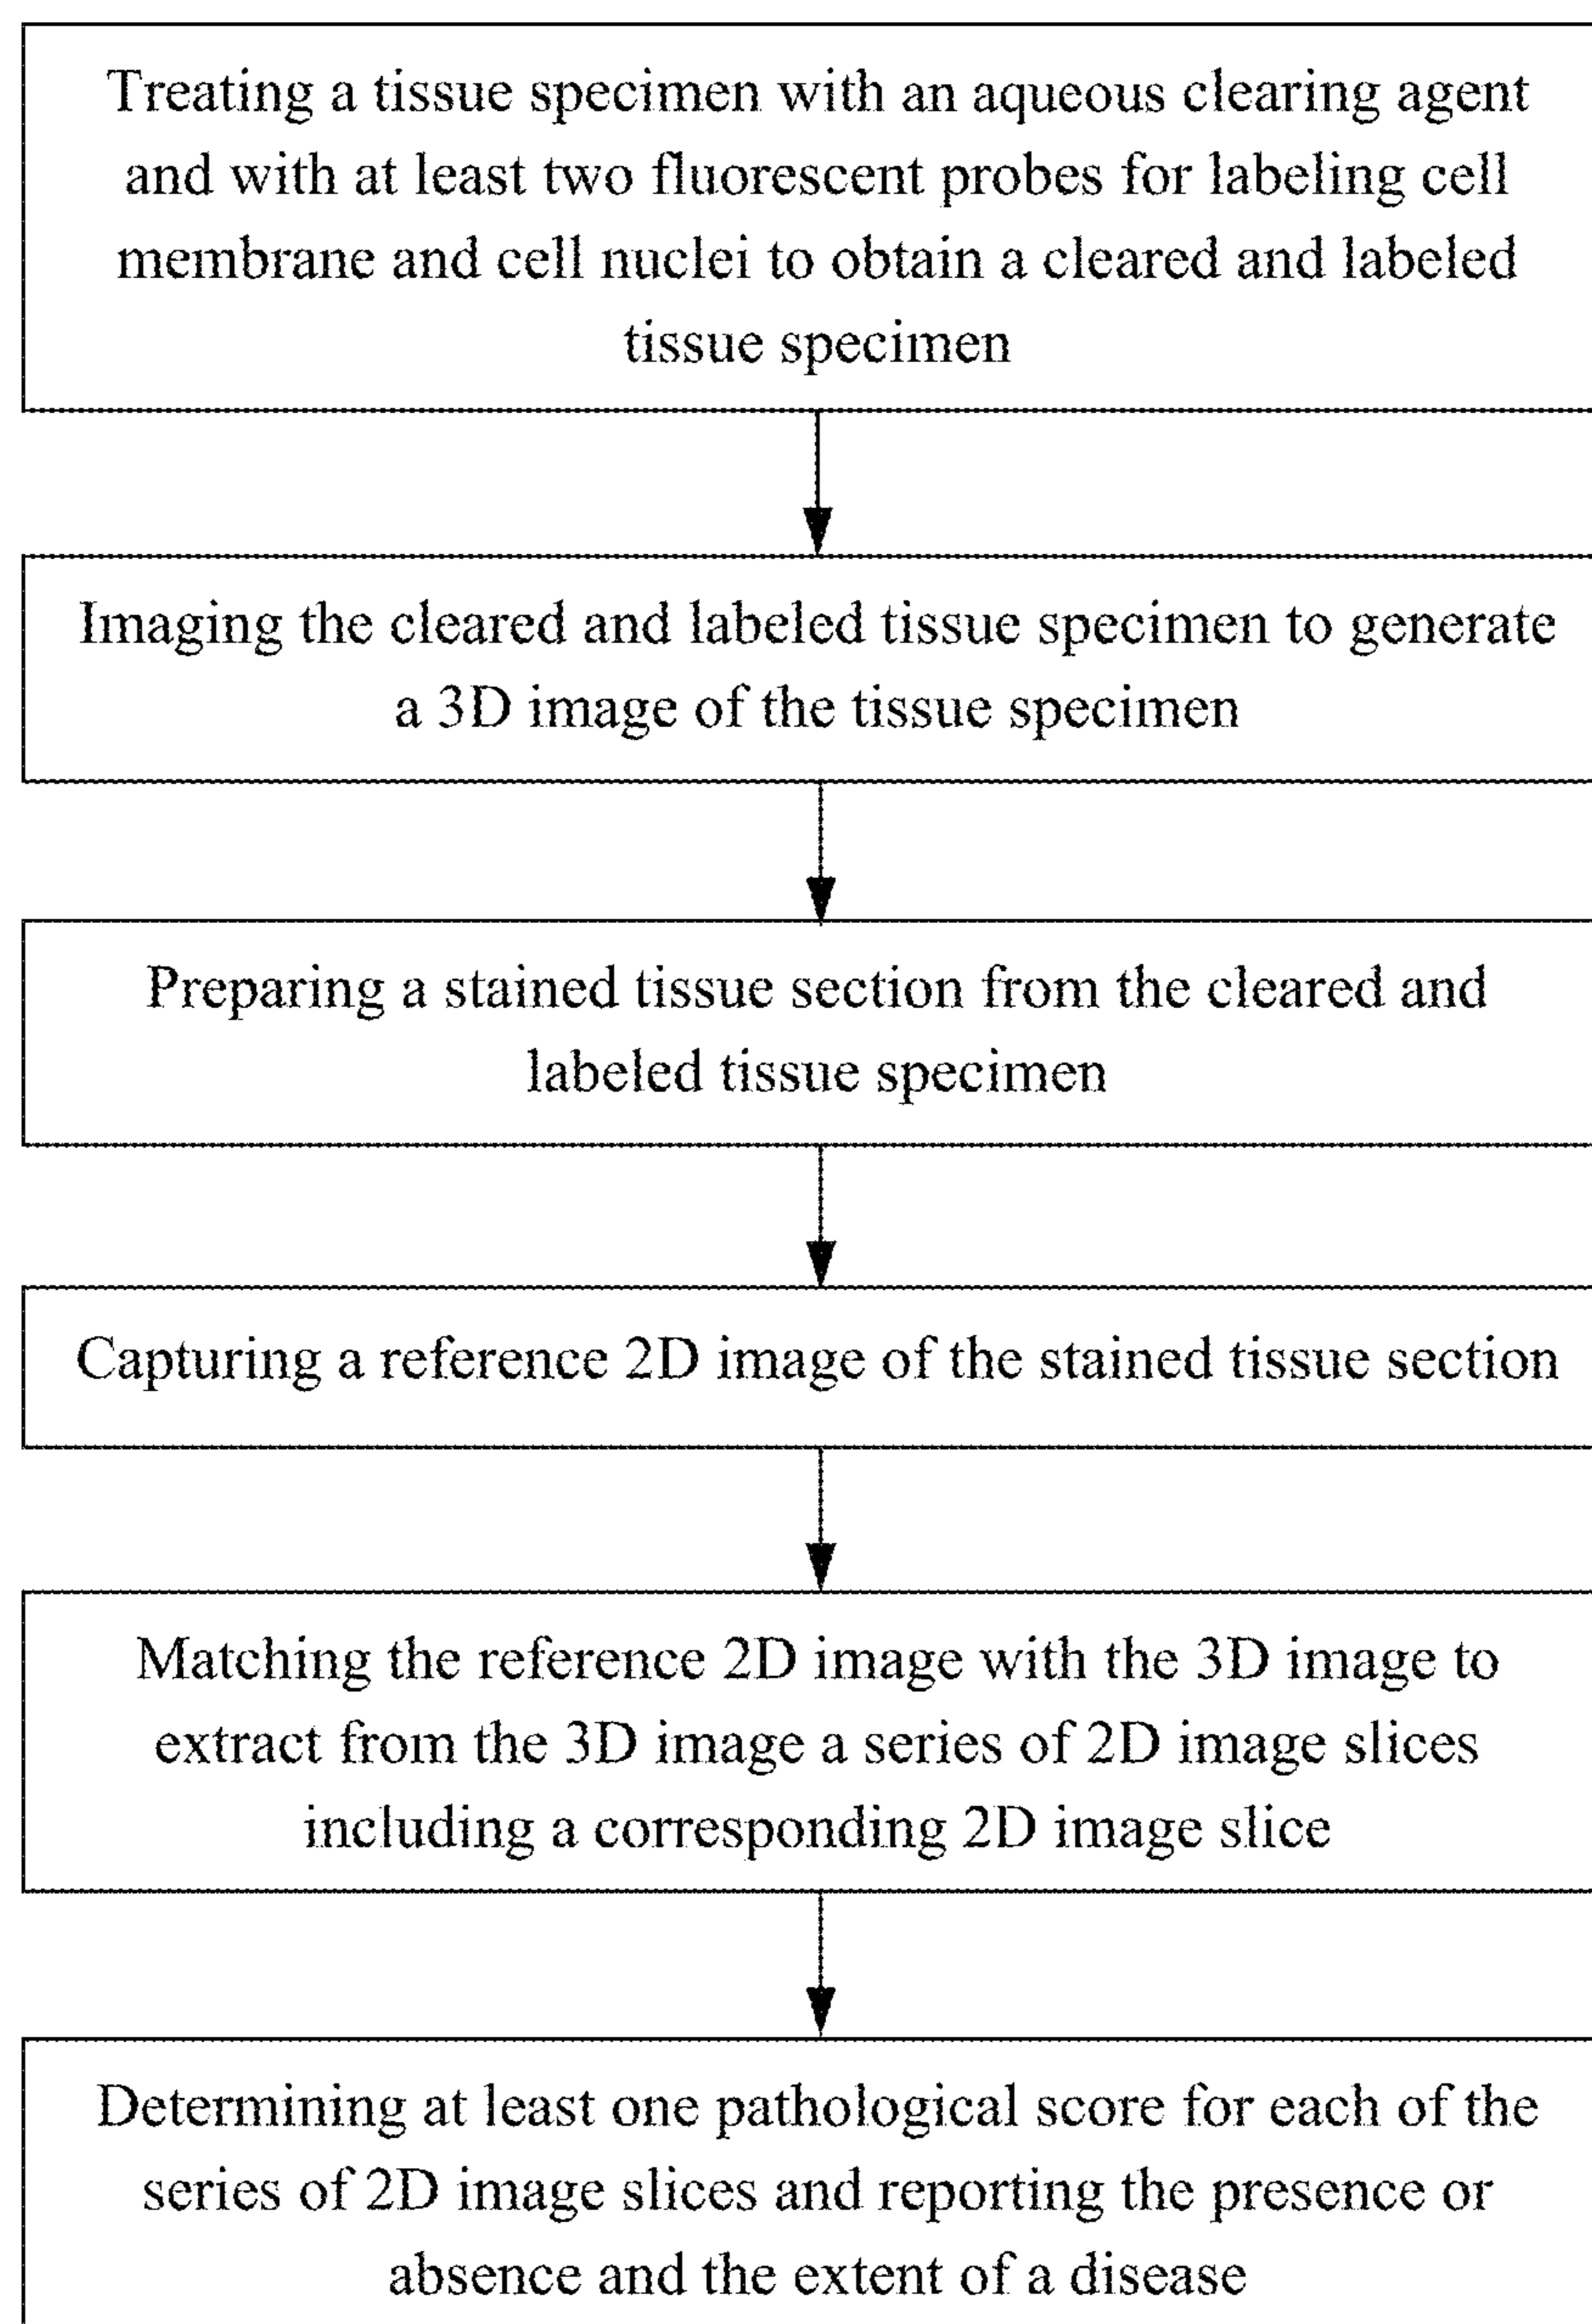 Treating a tissue specimen with an aqueous clearing agent
and with at least two fluorescent probes for labeling cell
membrane and cell nuclei to obtain a cleared and labeled
tissue specimen
Imaging the cleared and labeled tissue specimen to generate
a 3D image of the tissue specimen
Preparing a stained tissue section from the cleared and
labeled tissue specimen
Capturing a reference 2D image of the stained tissue section
Matching the reference 2D image with the 3D image to
extract from the 3D image a series of 2D image slices
including a corresponding 2D image slice
Determining at least one pathological score for each of the
series of 2D image slices and reporting the presence or
absence and the extent of a disease